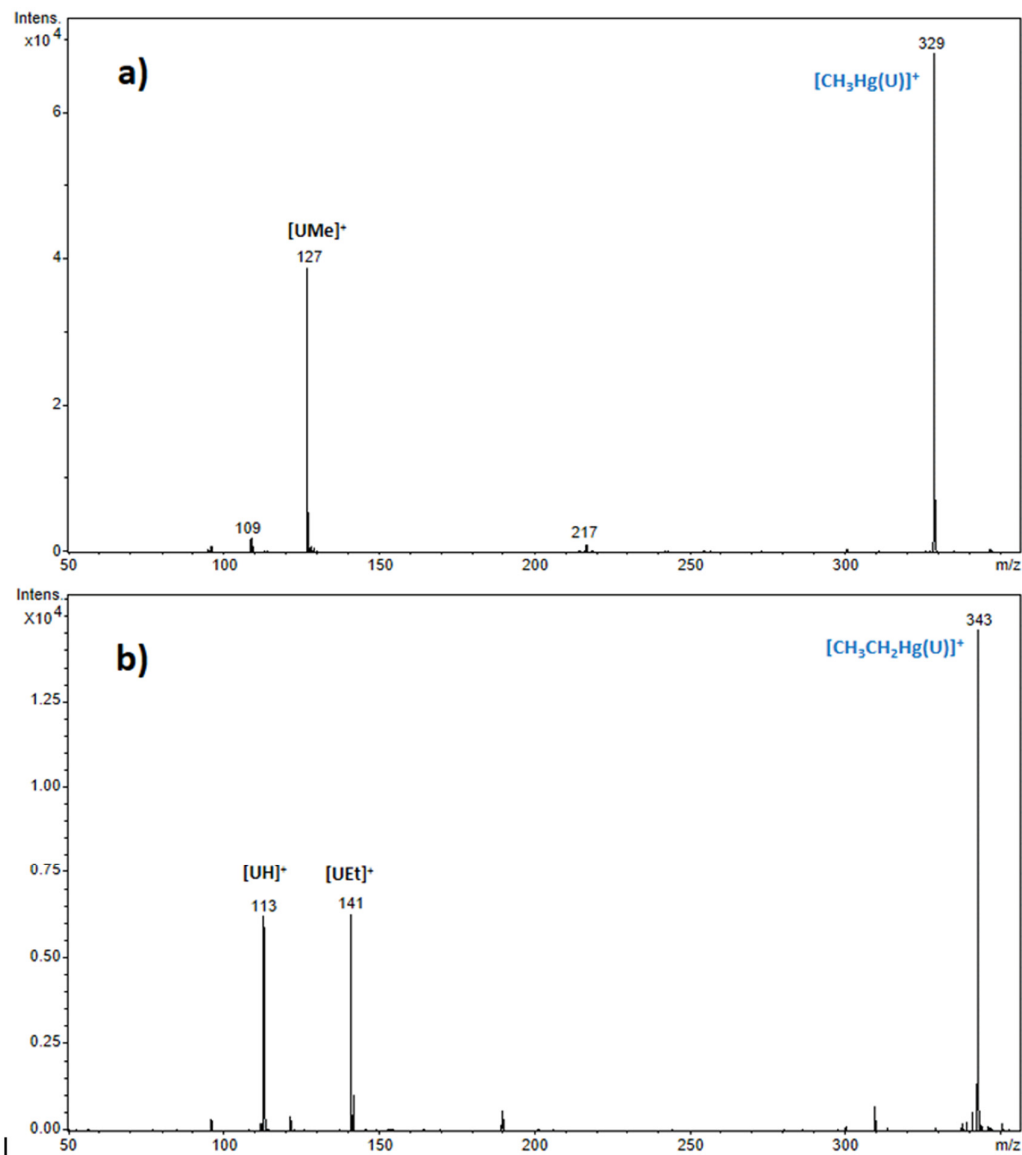 Intens.
x10⁴
a)
329
[CH₃Hg(U)]⁺
6
[UMe]⁺
4
127
2
109
217
0
50 100 150 200 250 300 m/z
Intens.
X10⁴
b)
343
[CH₃CH₂Hg(U)]⁺
1.25
1.00
0.75
[UH]⁺ [UEt]⁺
113 141
0.50
0.25
0.00
50 100 150 200 250 300 m/z